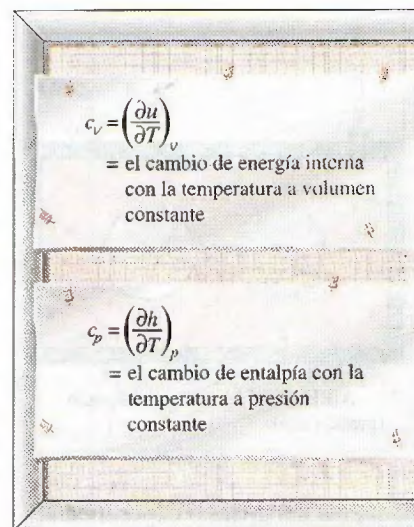 c_v = (∂u/∂T)_v
= el cambio de energía interna
con la temperatura a volumen
constante
c_p = (∂h/∂T)_p
= el cambio de entalpía con la
temperatura a presión
constante